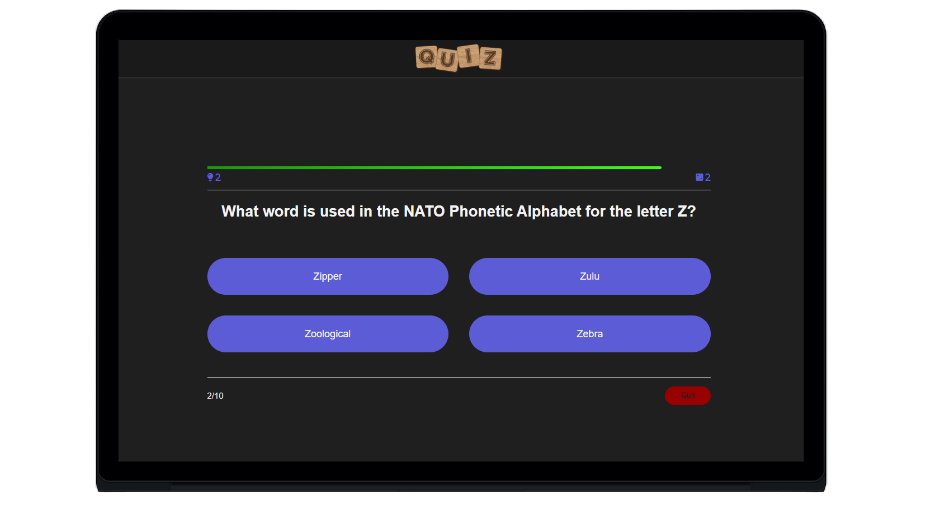 QUIZ
2
2
What word is used in the NATO Phonetic Alphabet for the letter Z?
Zipper
Zulu
Zoological
Zebra
2/10
Quit